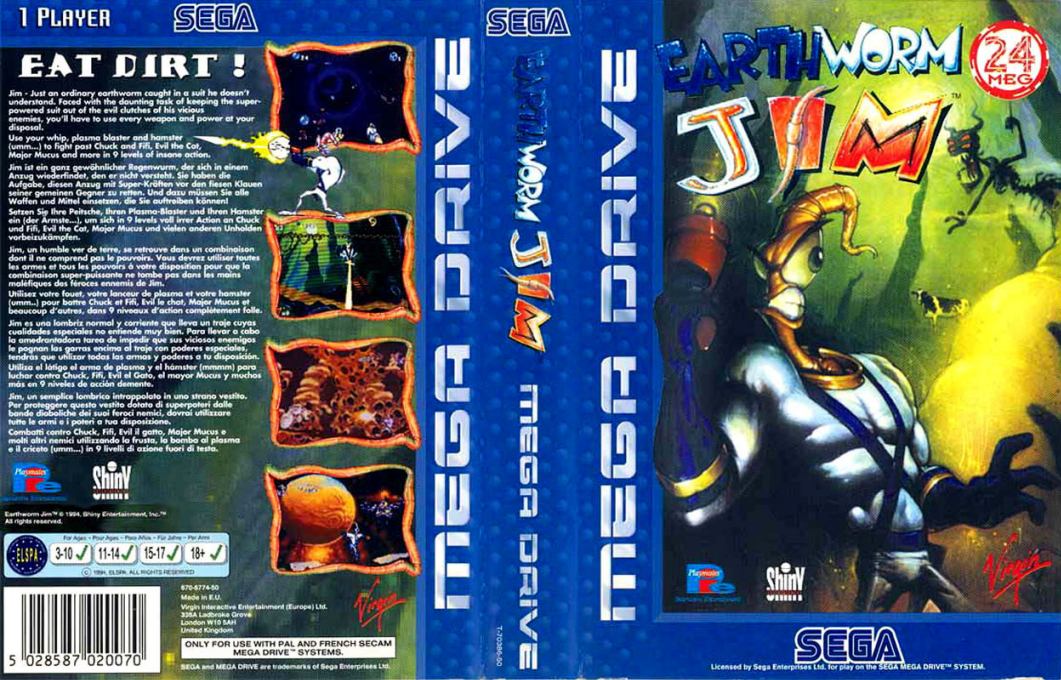 1 PLAYER
SEGA
EAT DIRT !
Jim - Just an ordinary earthworm caught in a suit he doesn't
understand. Faced with the daunting task of keeping the super-
powered suit out of the evil clutches of his vicious
enemies, you'll have to use every weapon and power at your
disposal.
Use your whip, plasma blaster and hamster
(umm...) to fight past Chuck and Fifi, Evil the Cat,
Major Mucus and more in 9 levels of insane action.
Jim ist ein ganz gewöhnlicher Regenwurm, der sich in einem
Anzug wiederfindet, den er nicht versteht. Sie haben die
Aufgabe, diesen Anzug mit Super-Kräften vor den fiesen Klauen
seiner gemeinen Gegner zu retten. Und dazu müssen Sie alle
Waffen und Mittel einsetzen, die Sie auftreiben können!
Setzen Sie Ihre Peitsche, Ihren Plasma-Blaster und Ihren Hamster
ein (der Armste...), um sich in 9 levels voll irrer Action an Chuck
und Fifi, Evil the Cat, Major Mucus und vielen anderen Unholden
vorbeizukämpfen.
Jim, un humble ver de terre, se retrouve dans un combinaison
dont il ne comprend pas le pouvoirs. Vous devrez utiliser toutes
les armes et tous les pouvoirs à votre disposition pour que la
combinaison super-puissante ne tombe pas dans les mains
maléfiques dos féroces ennemis de Jim.
Utilisez votre fouet, votre lanceur de plasma et votre hamster
(umm..) pour battre Chuck et Fifi, Evil le chat, Major Mucus et
beaucoup d'autres, dans 9 niveaux d'action complètement folle.
Jim es una lombriz normal y corriente que lleva un traje cuyas
cualidades especiales no entiende muy bien. Para llevar a cabo
la amedrantadora tarea de impedir que sus viciosos enemigos
le pognan las garras encima al traje con poderes especiales,
tendrás que utilizar todas las armas y poderes a tu disposición.
Utiliza el látigo el arma de plasma y el hámster (mmmm) para
luchar contra Chuck, Fifi, Evil el Gato, el mayor Mucus y muchos
más en 9 niveles de acción demente.
Jim, un semplice lombrico intrappolato in uno strano vestito.
Per proteggere questo vestito dotato di superpoteri dalle
bande diaboliche dei suoi feroci nemici, dovrai utilizzare
tutte le armi e i poteri a tua disposizione.
Combatti contro Chuck, Fifi, Evil il gatto, Major Mucus e
molti altri nemici utilizzando la frusta, la bomba al plasma
e il criceto (umm...) in 9 livelli di azione fuori di testa.
Playmates
Interactive Entertainment
Shiny
ENTERTAINMENT
Earthworm Jim™ © 1994, Shiny Entertainment, Inc.™
All rights reserved.
For Ages - Pour Ages - Para Años - Für Jahre - Per Anni
ELSPA
3-10 11-14 15-17 18+
© 1994, ELSPA. ALL RIGHTS RESERVED
5 028587 020070
670-5774-50
Made in E.U.
Virgin Interactive Entertainment (Europe) Ltd.
338A Ladbroke Grove
London W10 5AH
United Kingdom
Virgin
ONLY FOR USE WITH PAL AND FRENCH SECAM
MEGA DRIVE™ SYSTEMS.
SEGA and MEGA DRIVE are trademarks of Sega Enterprises Ltd.
MEGA DRIVE
SEGA
EARTHWORM JIM
MEGA DRIVE
T-70386-50
MEGA DRIVE
EARTHWORM
JIM™
24
MEG
Playmates
Interactive Entertainment
Shiny
ENTERTAINMENT
Virgin
SEGA
Licensed by Sega Enterprises Ltd. for play on the SEGA MEGA DRIVE™ SYSTEM.